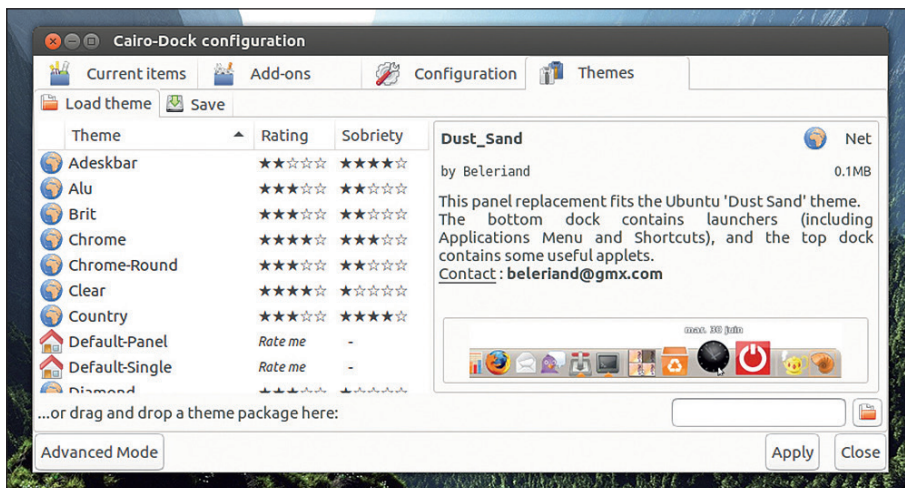 Cairo-Dock configuration
Current items Add-ons Configuration Themes
Load theme Save
Theme Rating Sobriety
Adeskbar
Alu
Brit
Chrome
Chrome-Round
Clear
Country
Default-Panel Rate me -
Default-Single Rate me -
Diamond
Dust_Sand Net
by Beleriand 0.1MB
This panel replacement fits the Ubuntu 'Dust Sand' theme.
The bottom dock contains launchers (including
Applications Menu and Shortcuts), and the top dock
contains some useful applets.
Contact : beleriand@gmx.com
mar. 30 juin
...or drag and drop a theme package here:
Advanced Mode Apply Close